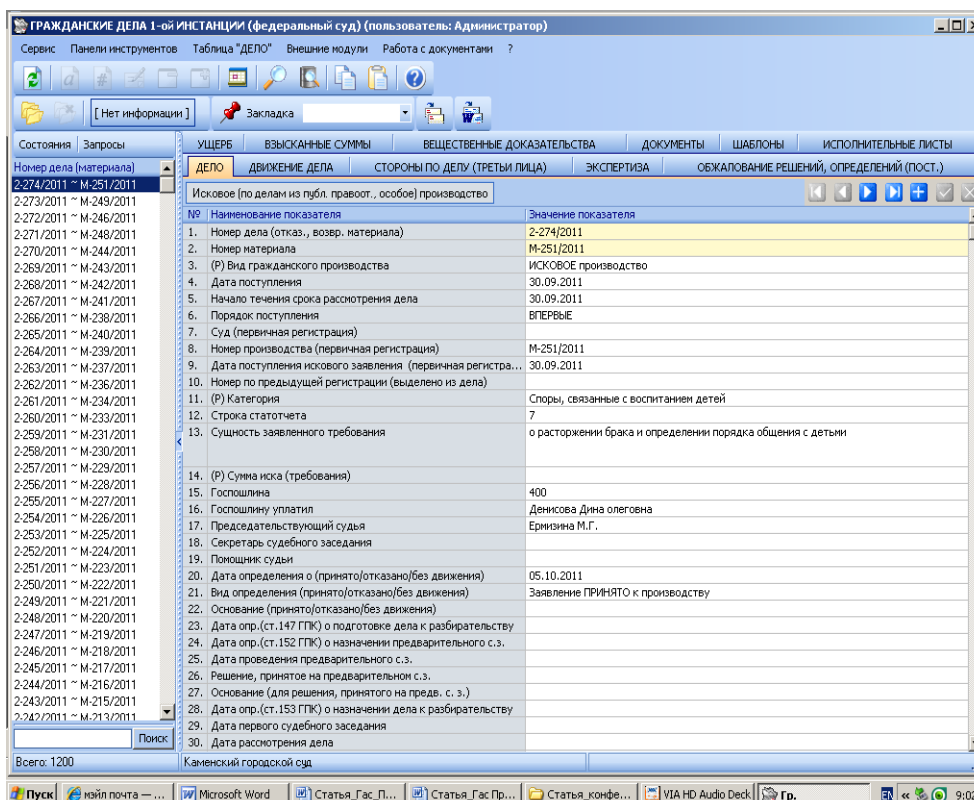 ГРАЖДАНСКИЕ ДЕЛА 1-ой ИНСТАНЦИИ (федеральный суд) (пользователь: Администратор)
Сервис Панели инструментов Таблица "ДЕЛО" Внешние модули Работа с документами ?
[ Нет информации ] Закладка
Состояния Запросы
УЩЕРБ ВЗЫСКАННЫЕ СУММЫ ВЕЩЕСТВЕННЫЕ ДОКАЗАТЕЛЬСТВА ДОКУМЕНТЫ ШАБЛОНЫ ИСПОЛНИТЕЛЬНЫЕ ЛИСТЫ
ДЕЛО ДВИЖЕНИЕ ДЕЛА СТОРОНЫ ПО ДЕЛУ (ТРЕТЬИ ЛИЦА) ЭКСПЕРТИЗА ОБЖАЛОВАНИЕ РЕШЕНИЙ, ОПРЕДЕЛЕНИЙ (ПОСТ.)
Номер дела (материала)
2-274/2011 ~ М-251/2011
2-273/2011 ~ М-249/2011
2-272/2011 ~ М-246/2011
2-271/2011 ~ М-248/2011
2-270/2011 ~ М-244/2011
2-269/2011 ~ М-243/2011
2-268/2011 ~ М-242/2011
2-267/2011 ~ М-241/2011
2-266/2011 ~ М-238/2011
2-265/2011 ~ М-240/2011
2-264/2011 ~ М-239/2011
2-263/2011 ~ М-237/2011
2-262/2011 ~ М-236/2011
2-261/2011 ~ М-234/2011
2-260/2011 ~ М-233/2011
2-259/2011 ~ М-231/2011
2-258/2011 ~ М-230/2011
2-257/2011 ~ М-229/2011
2-256/2011 ~ М-228/2011
2-255/2011 ~ М-227/2011
2-254/2011 ~ М-226/2011
2-253/2011 ~ М-225/2011
2-252/2011 ~ М-224/2011
2-251/2011 ~ М-223/2011
2-250/2011 ~ М-222/2011
2-249/2011 ~ М-221/2011
2-248/2011 ~ М-220/2011
2-247/2011 ~ М-219/2011
2-246/2011 ~ М-218/2011
2-245/2011 ~ М-217/2011
2-244/2011 ~ М-216/2011
2-243/2011 ~ М-215/2011
2-242/2011 ~ М-213/2011
Поиск
Исковое (по делам из публ. правоот., особое) производство
№ Наименование показателя Значение показателя
1. Номер дела (отказ., возвр. материала) 2-274/2011
2. Номер материала М-251/2011
3. (Р) Вид гражданского производства ИСКОВОЕ производство
4. Дата поступления 30.09.2011
5. Начало течения срока рассмотрения дела 30.09.2011
6. Порядок поступления ВПЕРВЫЕ
7. Суд (первичная регистрация)
8. Номер производства (первичная регистрация) М-251/2011
9. Дата поступления искового заявления (первичная регистра... 30.09.2011
10. Номер по предыдущей регистрации (выделено из дела)
11. (Р) Категория Споры, связанные с воспитанием детей
12. Строка статотчета 7
13. Сущность заявленного требования о расторжении брака и определении порядка общения с детьми
14. (Р) Сумма иска (требования)
15. Госпошлина 400
16. Госпошлину уплатил Денисова Дина олеговна
17. Председательствующий судья Ермизина М.Г.
18. Секретарь судебного заседания
19. Помощник судьи
20. Дата определения о (принято/отказано/без движения) 05.10.2011
21. Вид определения (принято/отказано/без движения) Заявление ПРИНЯТО к производству
22. Основание (принято/отказано/без движения)
23. Дата опр.(ст.147 ГПК) о подготовке дела к разбирательству
24. Дата опр.(ст.152 ГПК) о назначении предварительного с.з.
25. Дата проведения предварительного с.з.
26. Решение, принятое на предварительном с.з.
27. Основание (для решения, принятого на предв. с. з.)
28. Дата опр.(ст.153 ГПК) о назначении дела к разбирательству
29. Дата первого судебного заседания
30. Дата рассмотрения дела
Всего: 1200 Каменский городской суд
Пуск мэйл почта — ... Microsoft Word Статья_Гас_П... Статья_Гас Пр... Статья_конфе... VIA HD Audio Deck Гр. EN « 9:0